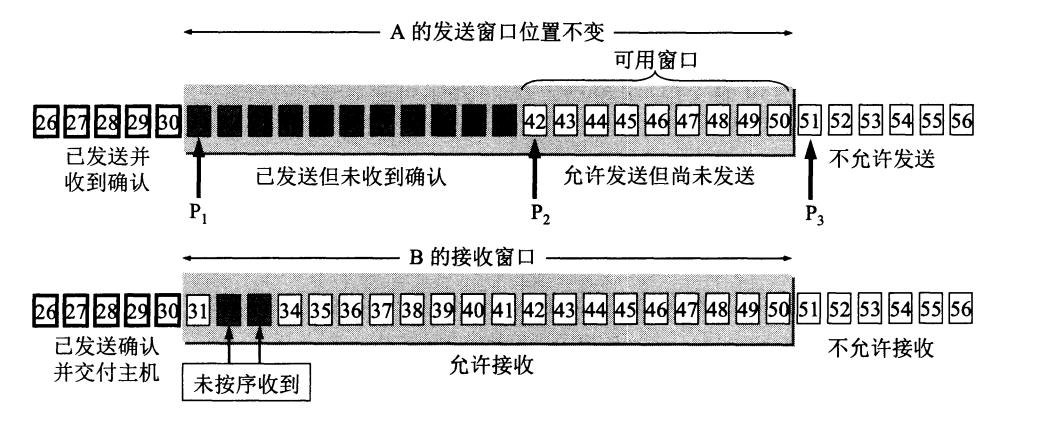 A 的发送窗口位置不变
可用窗口
26 27 28 29 30 42 43 44 45 46 47 48 49 50 51 52 53 54 55 56
已发送并
收到确认
已发送但未收到确认
允许发送但尚未发送
不允许发送
P1
P2
P3
B 的接收窗口
26 27 28 29 30 31 34 35 36 37 38 39 40 41 42 43 44 45 46 47 48 49 50 51 52 53 54 55 56
已发送确认
并交付主机
未按序收到
允许接收
不允许接收